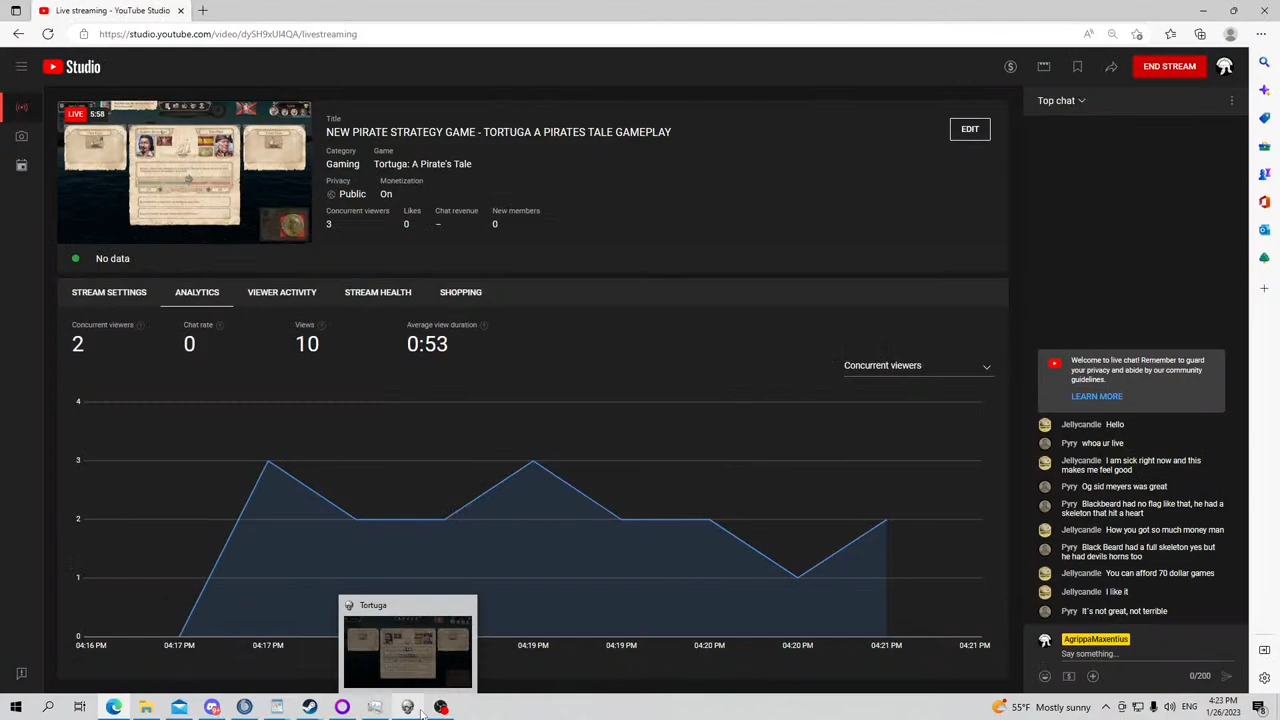 Live streaming - YouTube Studio
https://studio.youtube.com/video/dySH9xUl4QA/livestreaming
Studio
END STREAM
LIVE 5:58
Title
NEW PIRATE STRATEGY GAME - TORTUGA A PIRATES TALE GAMEPLAY
EDIT
Category Game
Gaming Tortuga: A Pirate's Tale
Privacy Monetization
Public On
Concurrent viewers Likes Chat revenue New members
3 0 – 0
No data
STREAM SETTINGS ANALYTICS VIEWER ACTIVITY STREAM HEALTH SHOPPING
Concurrent viewers Chat rate Views Average view duration
2 0 10 0:53
Concurrent viewers
4
3
2
1
0
04:16 PM 04:17 PM 04:17 PM 04:19 PM 04:19 PM 04:20 PM 04:20 PM 04:21 PM 04:21 PM
Tortuga
Top chat
Welcome to live chat! Remember to guard
your privacy and abide by our community
guidelines.
LEARN MORE
Jellycandle Hello
Pyry whoa ur live
Jellycandle I am sick right now and this
makes me feel good
Pyry Og sid meyers was great
Pyry Blackbeard had no flag like that, he had a
skeleton that hit a heart
Jellycandle How you got so much money man
Pyry Black Beard had a full skeleton yes but
he had devils horns too
Jellycandle You can afford 70 dollar games
Jellycandle I like it
Pyry It´s not great, not terrible
AgrippaMaxentius
Say something...
0/200
55°F Mostly sunny
ENG
4:23 PM
1/26/2023
8